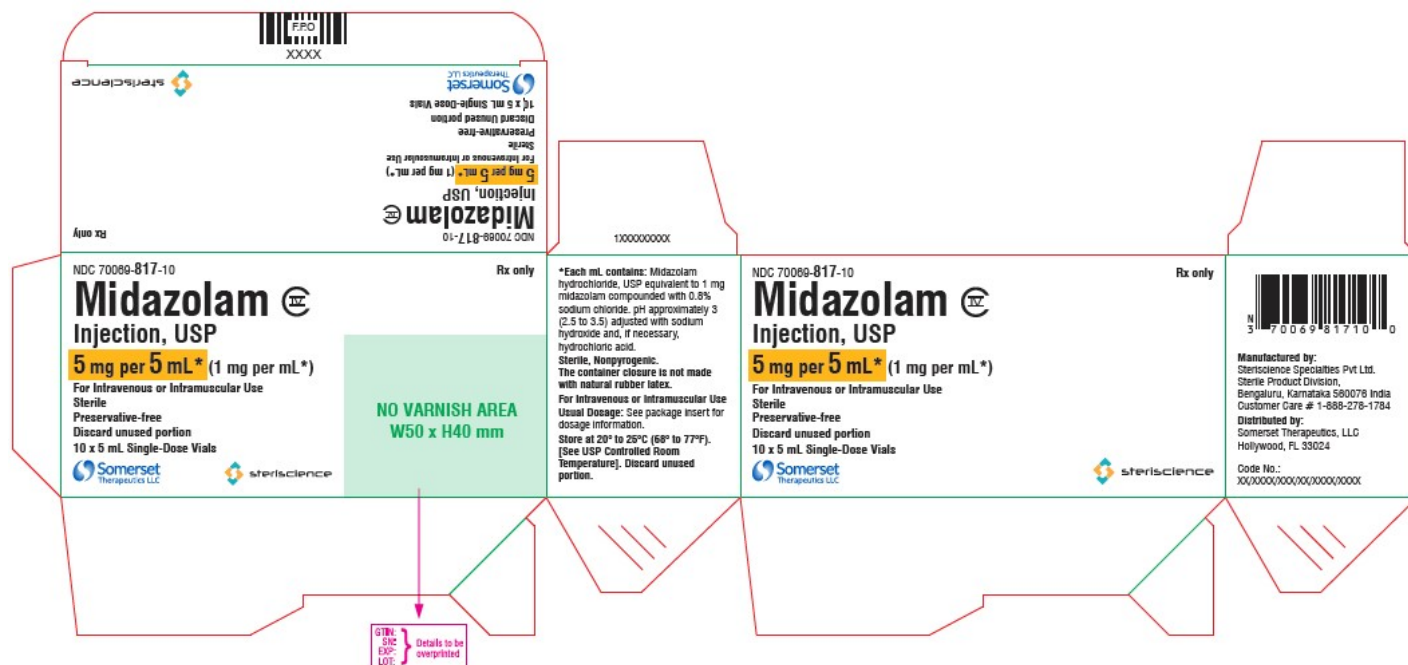 F.P.O
XXXX
NDC 70069-817-10
Rx only
Midazolam CIV
Injection, USP
5 mg per 5 mL* (1 mg per mL*)
For Intravenous or Intramuscular Use
Sterile
Preservative-free
Discard Unused portion
10 x 5 mL Single-Dose Vials
Somerset
Therapeutics LLC
steriscience
1XXXXXXXXX
NDC 70069-817-10
Rx only
Midazolam CIV
Injection, USP
5 mg per 5 mL* (1 mg per mL*)
For Intravenous or Intramuscular Use
Sterile
Preservative-free
Discard unused portion
10 x 5 mL Single-Dose Vials
Somerset
Therapeutics LLC
steriscience
NO VARNISH AREA
W50 x H40 mm
GTIN:
SN:
EXP:
LOT:
Details to be
overprinted
*Each mL contains: Midazolam
hydrochloride, USP equivalent to 1 mg
midazolam compounded with 0.8%
sodium chloride. pH approximately 3
(2.5 to 3.5) adjusted with sodium
hydroxide and, if necessary,
hydrochloric acid.
Sterile, Nonpyrogenic.
The container closure is not made
with natural rubber latex.
For Intravenous or Intramuscular Use
Usual Dosage: See package insert for
dosage information.
Store at 20° to 25°C (68° to 77°F).
[See USP Controlled Room
Temperature]. Discard unused
portion.
NDC 70069-817-10
Rx only
Midazolam CIV
Injection, USP
5 mg per 5 mL* (1 mg per mL*)
For Intravenous or Intramuscular Use
Sterile
Preservative-free
Discard unused portion
10 x 5 mL Single-Dose Vials
Somerset
Therapeutics LLC
steriscience
N
3 70069 81710 0
Manufactured by:
Steriscience Specialties Pvt Ltd.
Sterile Product Division,
Bengaluru, Karnataka 560076 India
Customer Care # 1-888-278-1784
Distributed by:
Somerset Therapeutics, LLC
Hollywood, FL 33024
Code No.:
XX/XXXX/XXX/XX/XXXX/XXXX